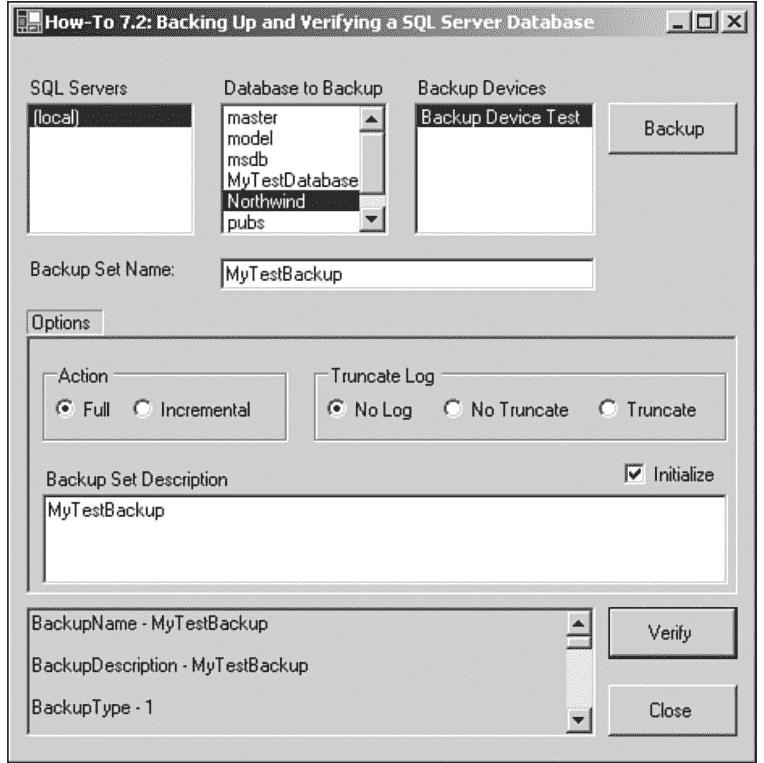 How-To 7.2: Backing Up and Verifying a SQL Server Database
SQL Servers
Database to Backup
Backup Devices
(local)
master
model
msdb
MyTestDatabase
Northwind
pubs
Backup Device Test
Backup
Backup Set Name:
MyTestBackup
Options
Action
Full
Incremental
Truncate Log
No Log
No Truncate
Truncate
Backup Set Description
Initialize
MyTestBackup
BackupName - MyTestBackup
BackupDescription - MyTestBackup
BackupType - 1
Verify
Close